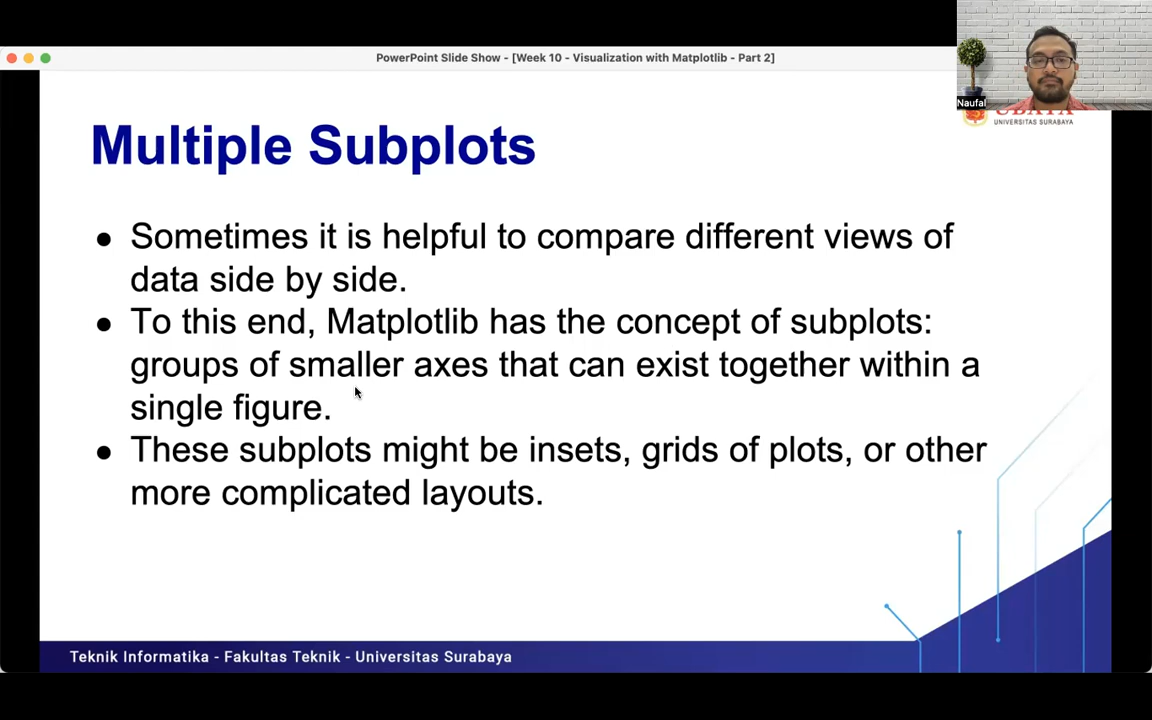 PowerPoint Slide Show - [Week 10 - Visualization with Matplotlib - Part 2]
Naufal
UNIVERSITAS SURABAYA
Multiple Subplots
● Sometimes it is helpful to compare different views of
data side by side.
● To this end, Matplotlib has the concept of subplots:
groups of smaller axes that can exist together within a
single figure.
● These subplots might be insets, grids of plots, or other
more complicated layouts.
Teknik Informatika - Fakultas Teknik - Universitas Surabaya